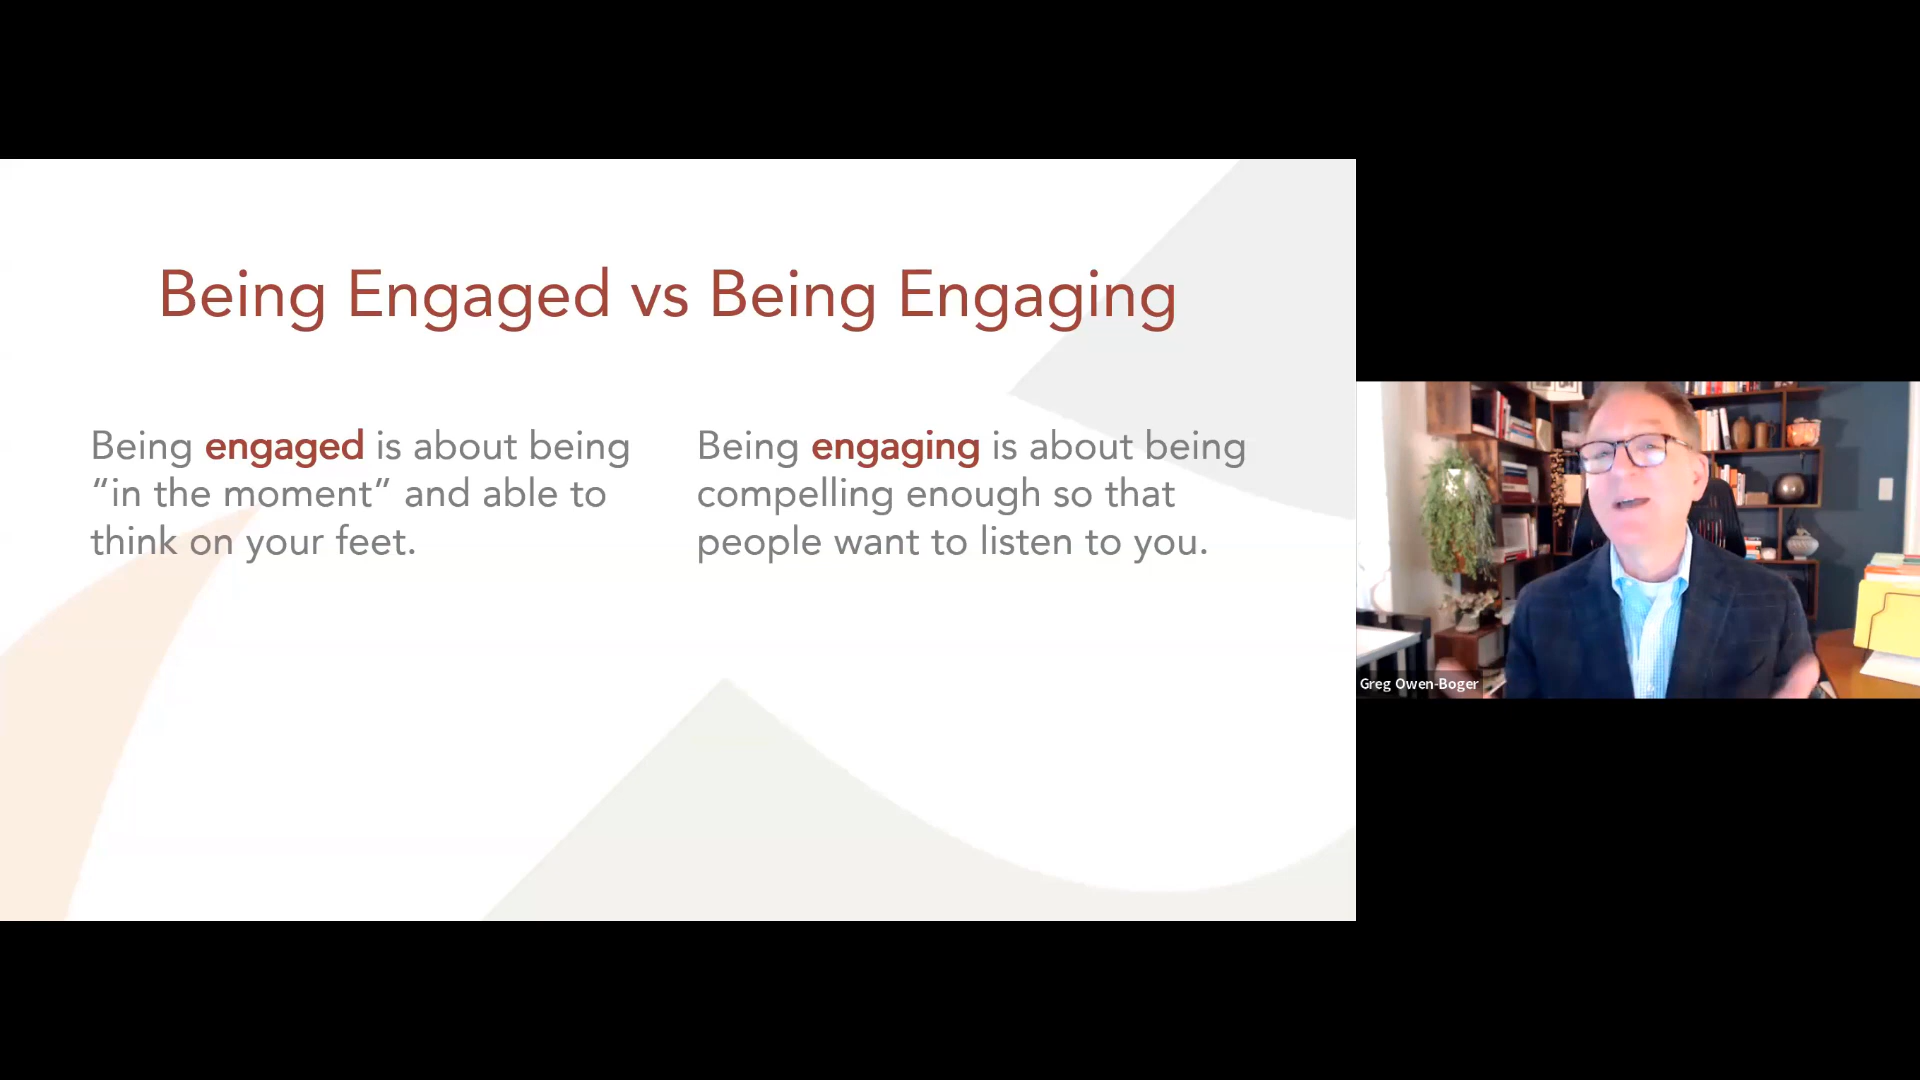 Being Engaged vs Being Engaging
Being engaged is about being
“in the moment” and able to
think on your feet.
Being engaging is about being
compelling enough so that
people want to listen to you.
Greg Owen-Boger